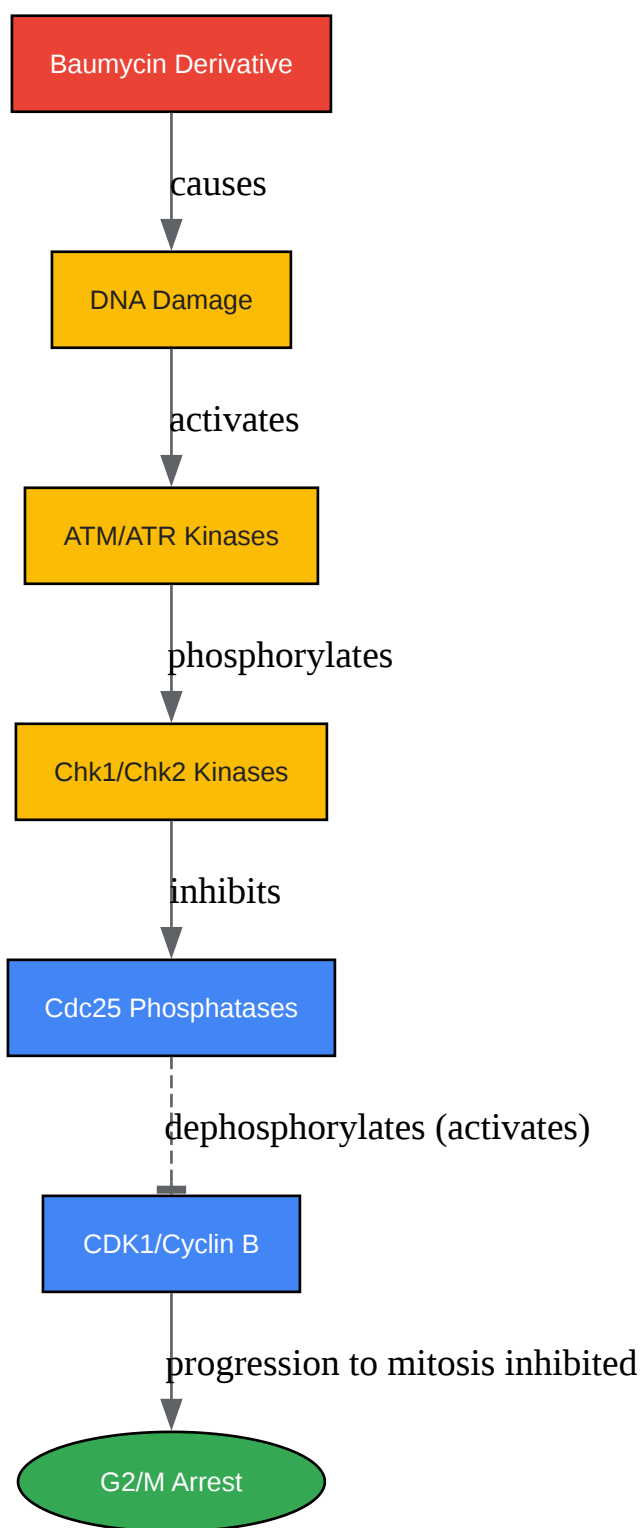 Baumycin Derivative
causes
DNA Damage
activates
ATM/ATR Kinases
phosphorylates
Chk1/Chk2 Kinases
inhibits
Cdc25 Phosphatases
dephosphorylates (activates)
CDK1/Cyclin B
progression to mitosis inhibited
G2/M Arrest